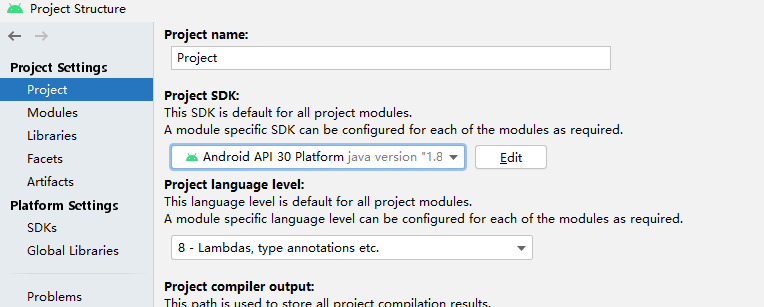 Project Structure
Project Settings
Project
Modules
Libraries
Facets
Artifacts
Platform Settings
SDKs
Global Libraries
Problems
Project name:
Project
Project SDK:
This SDK is default for all project modules.
A module specific SDK can be configured for each of the modules as required.
Android API 30 Platform java version "1.8
Edit
Project language level:
This language level is default for all project modules.
A module specific language level can be configured for each of the modules as required.
8 - Lambdas, type annotations etc.
Project compiler output:
This path is used to store all project compilation results.